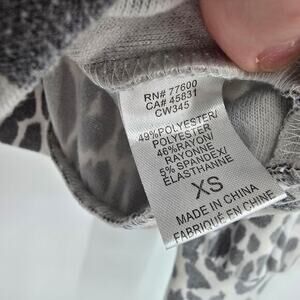 RN# 77600
CA# 45831
CW345
49% POLYESTER/
POLYESTER
46% RAYON/
RAYONNE
5% SPANDEX/
ELASTHANNE
XS
MADE IN CHINA
FABRIQUÉ EN CHINE